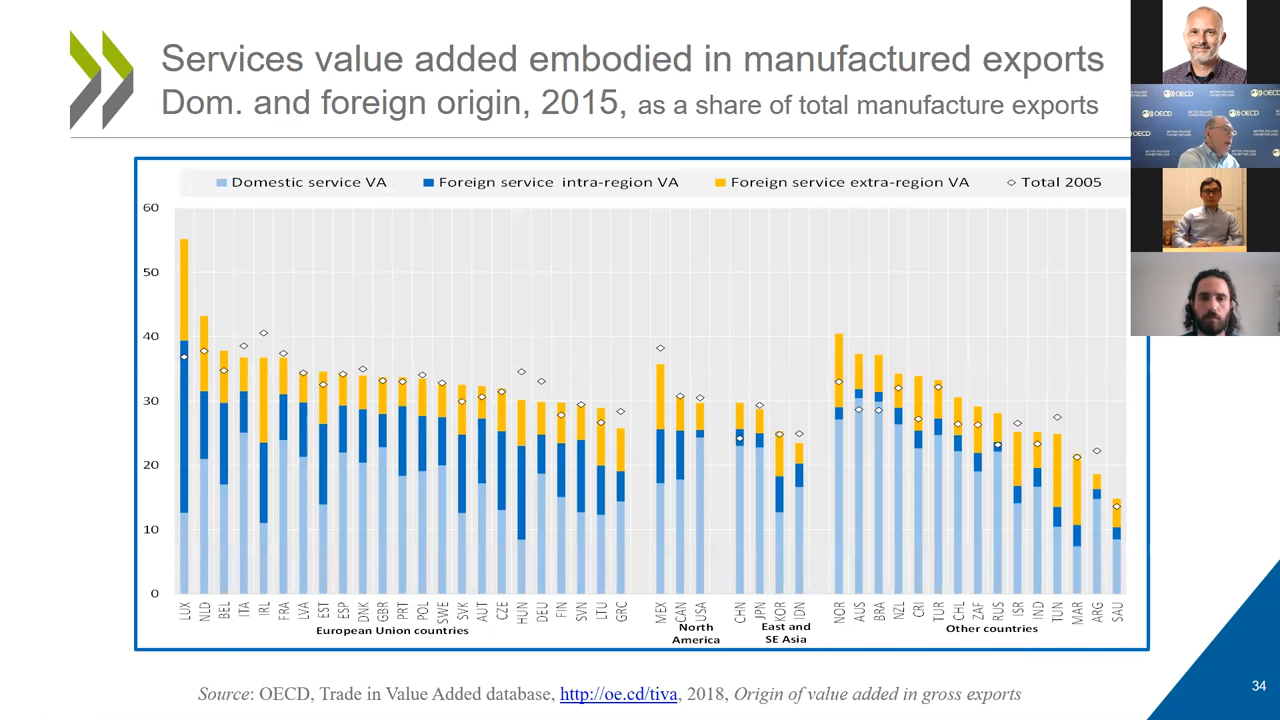 Services value added embodied in manufactured exports
Dom. and foreign origin, 2015, as a share of total manufacture exports
Domestic service VA
Foreign service intra-region VA
Foreign service extra-region VA
Total 2005
60
50
40
30
20
10
0
LUX NLD BEL ITA IRL FRA LVA EST ESP DNK GBR PRT POL SWE SVK AUT CZE HUN DEU FIN SVN LTU GRC MEX CAN USA CHN JPN KOR IDN NOR AUS BRA NZL CRI TUR CHL ZAF RUS ISR IND TUN MAR ARG SAU
European Union countries
North America
East and SE Asia
Other countries
Source: OECD, Trade in Value Added database, http://oe.cd/tiva, 2018, Origin of value added in gross exports
34
OECD
OECD
OECD